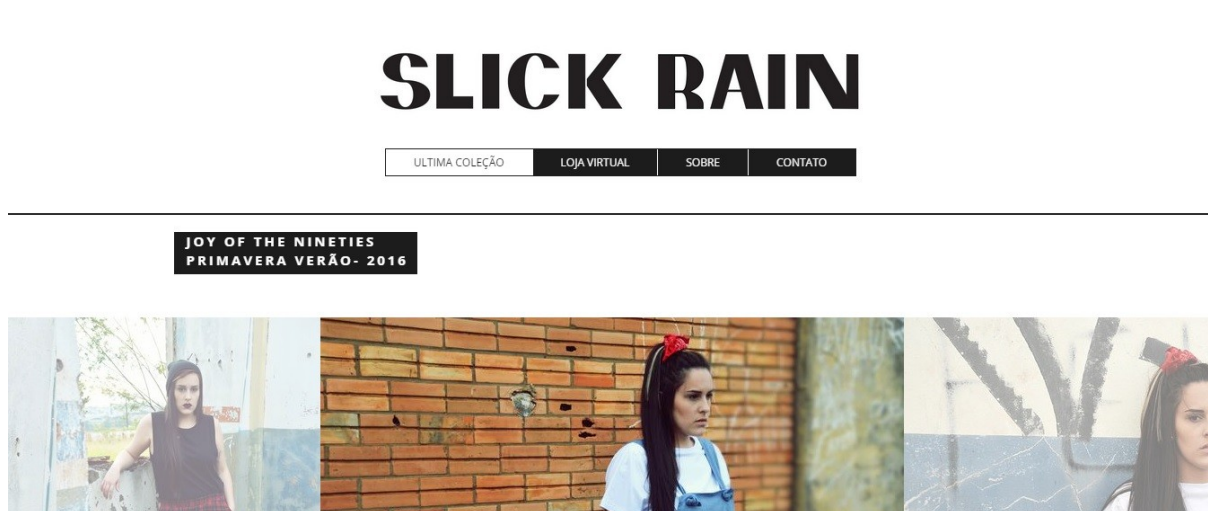 SLICK RAIN
ULTIMA COLEÇÃO LOJA VIRTUAL SOBRE CONTATO
JOY OF THE NINETIES
PRIMAVERA VERÃO- 2016